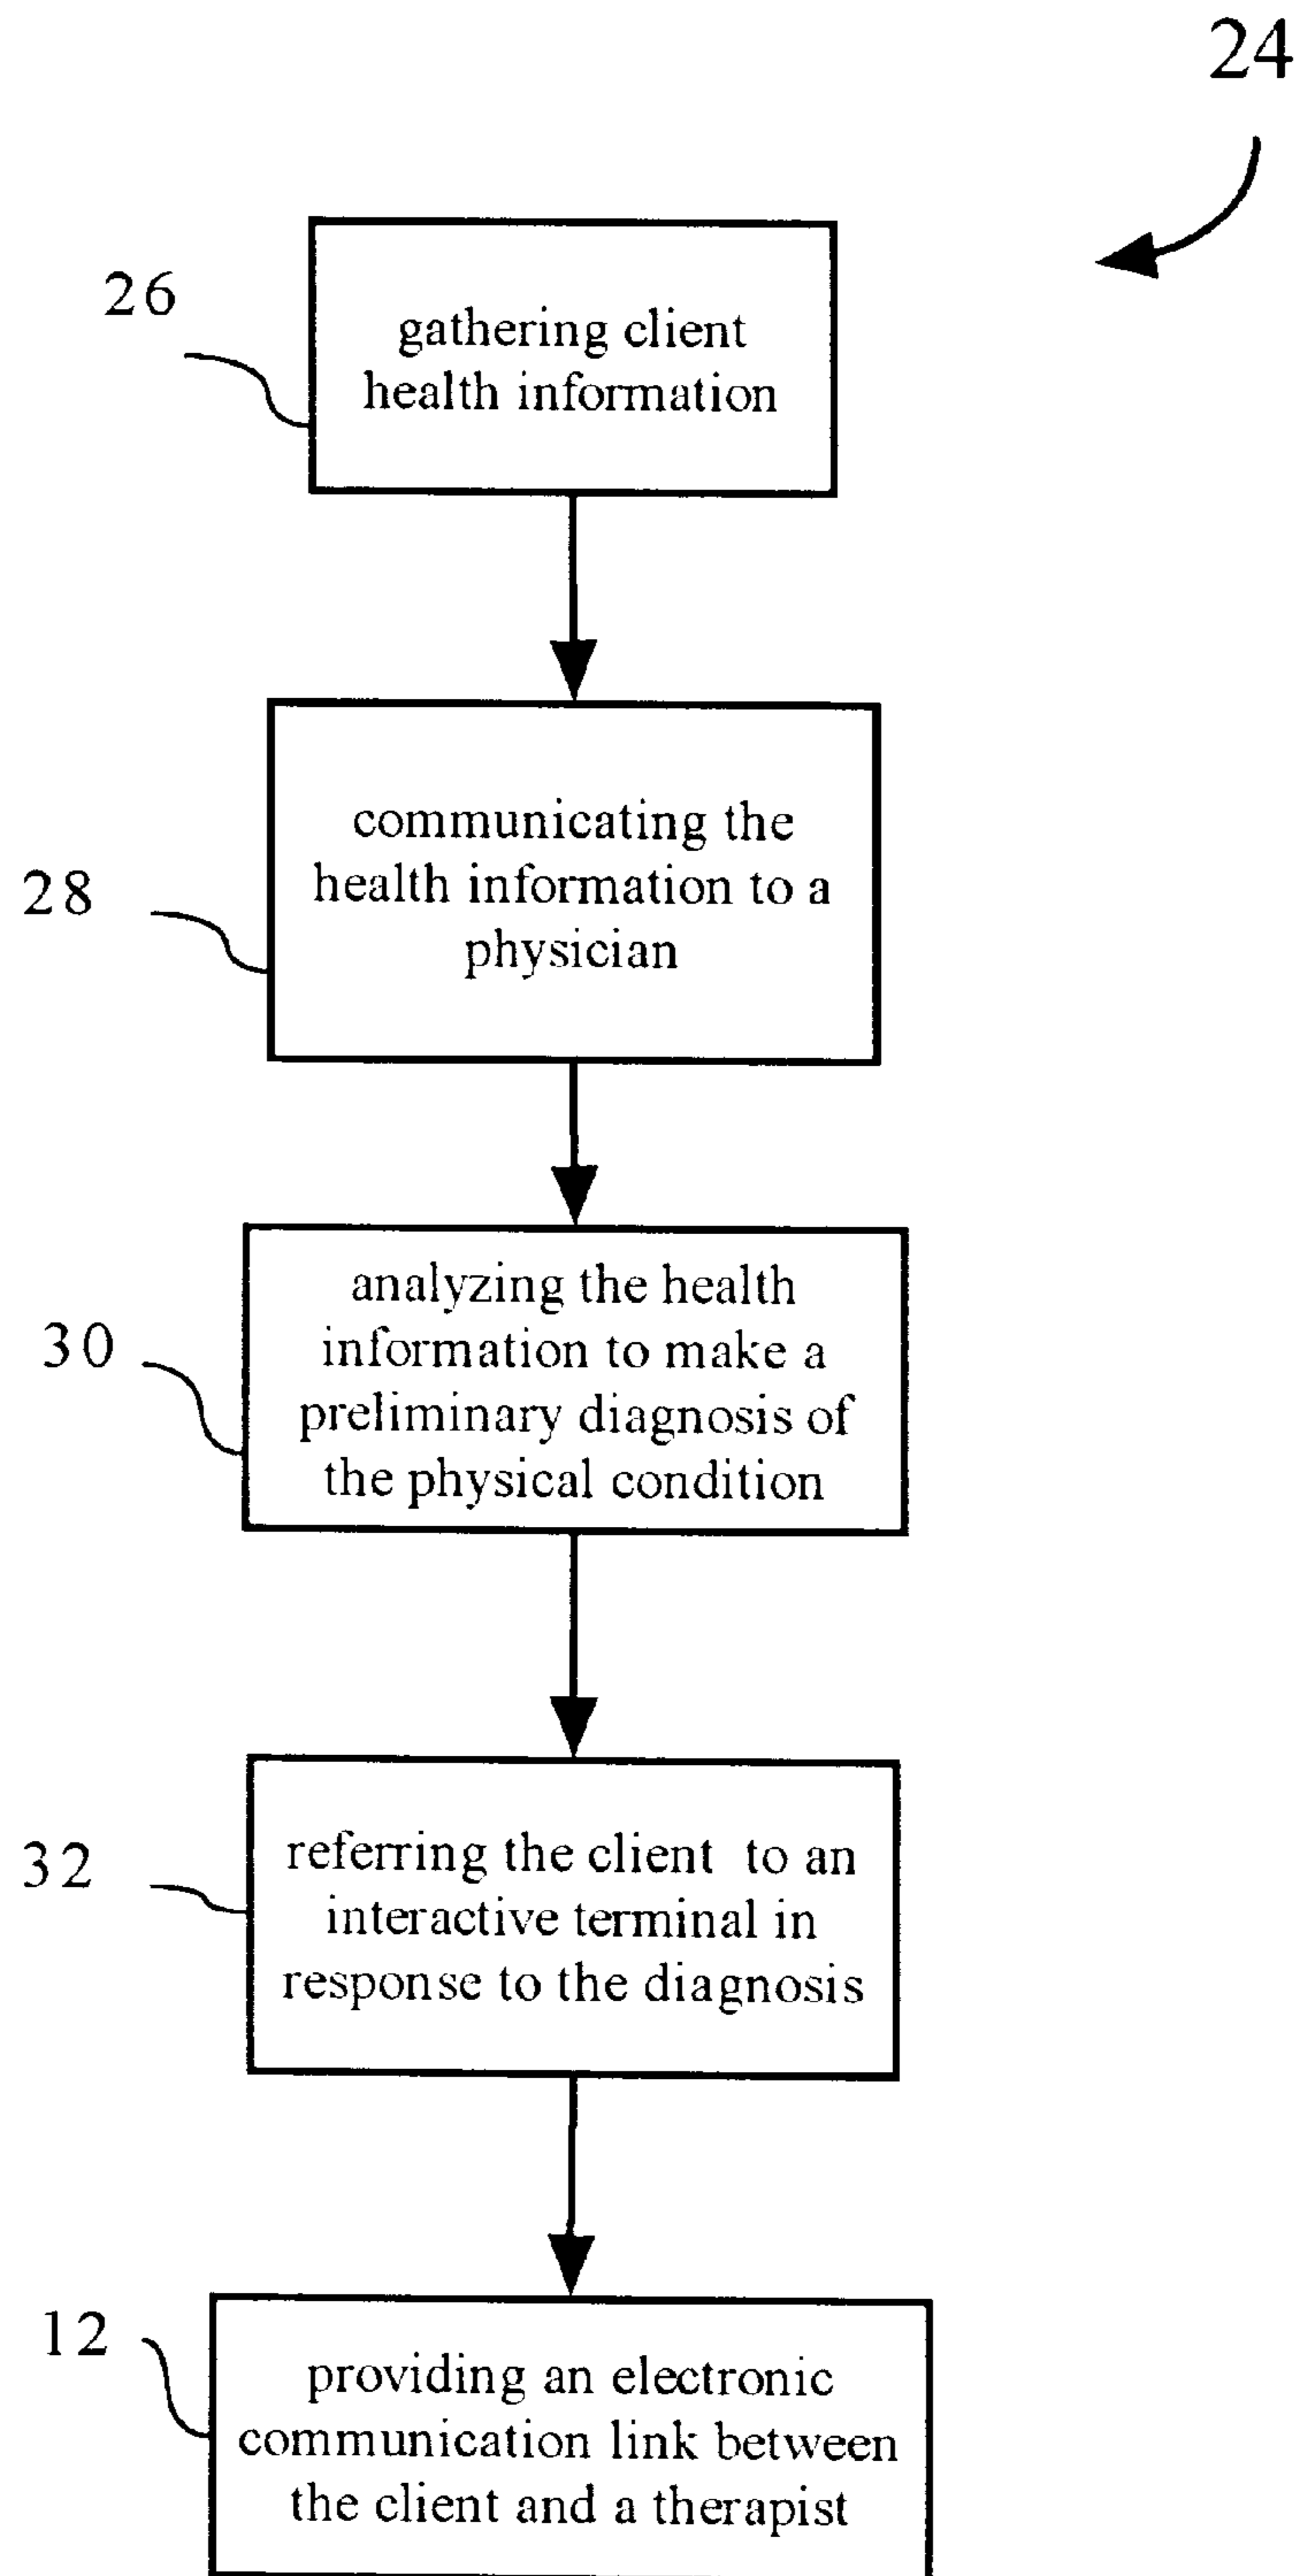 24
26
gathering client
health information
28
communicating the
health information to a
physician
30
analyzing the health
information to make a
preliminary diagnosis of
the physical condition
32
referring the client to an
interactive terminal in
response to the diagnosis
12
providing an electronic
communication link between
the client and a therapist